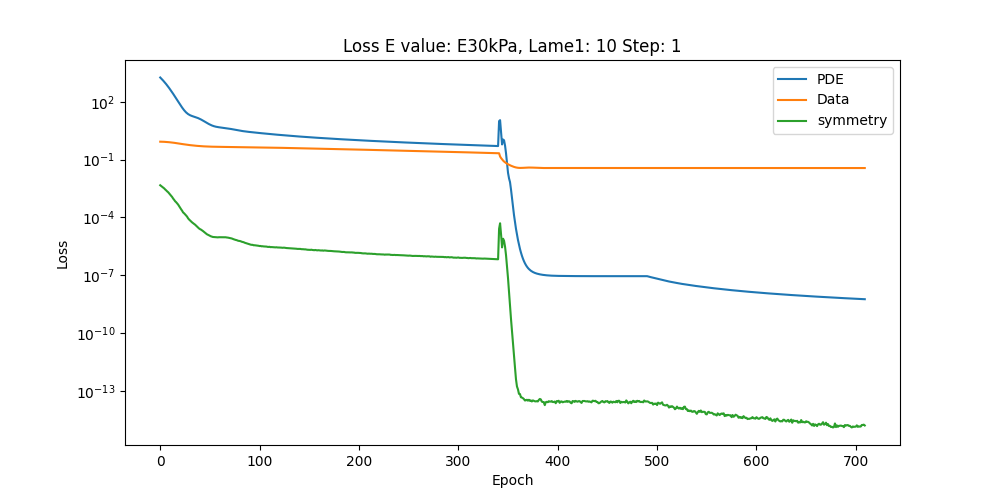 Loss E value: E30kPa, Lame1: 10 Step: 1
PDE
Data
symmetry
10²
10⁻¹
10⁻⁴
10⁻⁷
10⁻¹⁰
10⁻¹³
Loss
0 100 200 300 400 500 600 700
Epoch